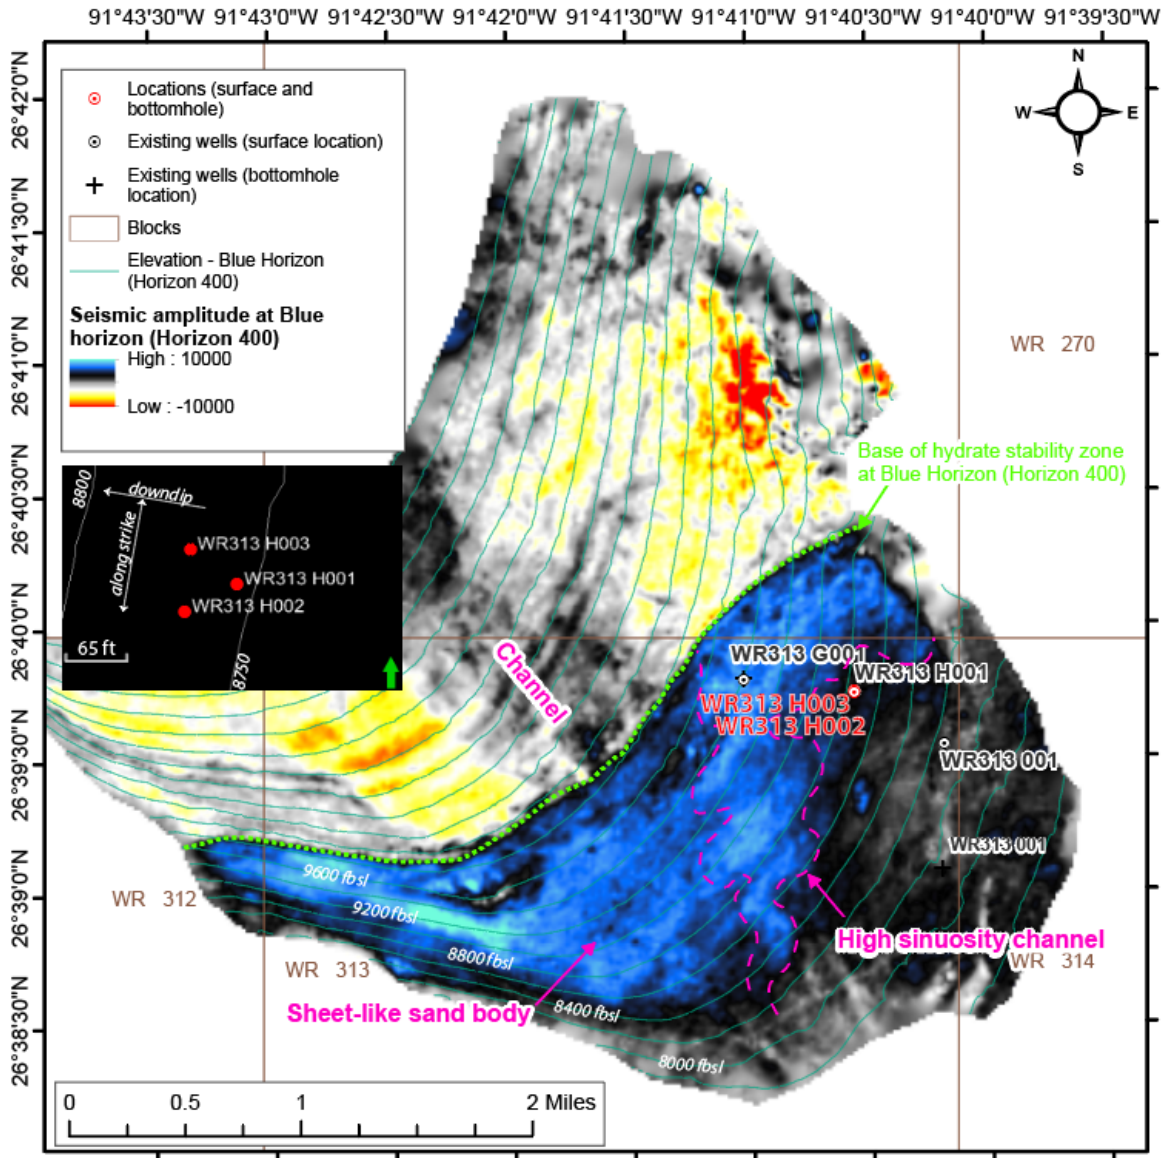 91°43'30"W 91°43'0"W 91°42'30"W 91°42'0"W 91°41'30"W 91°41'0"W 91°40'30"W 91°40'0"W 91°39'30"W
26°42'0"N
26°41'30"N
26°41'0"N
26°40'30"N
26°40'0"N
26°39'30"N
26°39'0"N
26°38'30"N
Locations (surface and
bottomhole)
Existing wells (surface location)
Existing wells (bottomhole
location)
Blocks
Elevation - Blue Horizon
(Horizon 400)
Seismic amplitude at Blue
horizon (Horizon 400)
High : 10000
Low : -10000
N
W E
S
WR 270
Base of hydrate stability zone
at Blue Horizon (Horizon 400)
8800
downdip
along strike
WR313 H003
WR313 H001
WR313 H002
65 ft
8750
Channel
WR313 G001
WR313 H001
WR313 H003
WR313 H002
WR313 001
WR313 001
9600 fbsl
9200 fbsl
8800 fbsl
8400 fbsl
8000 fbsl
WR 312
WR 313
WR 314
High sinuosity channel
Sheet-like sand body
0 0.5 1 2 Miles